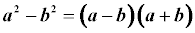 a² − b² = (a − b)(a + b)